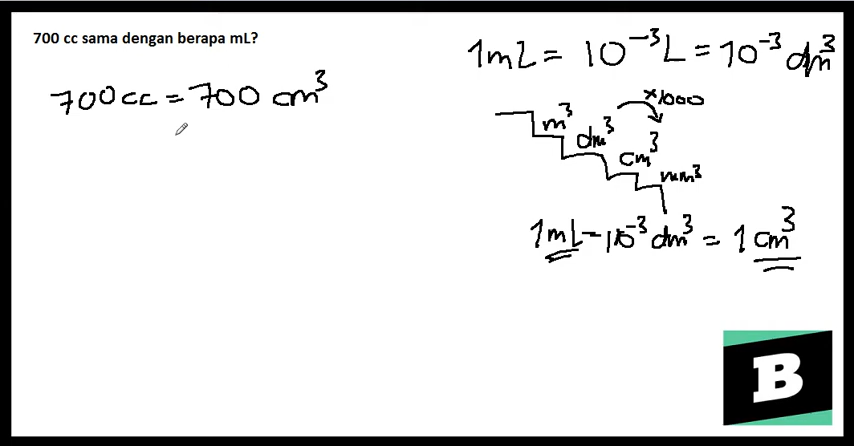 700 cc sama dengan berapa mL?
700 cc = 700 cm³
1mL = 10⁻³L = 10⁻³ dm³
×1000
m³
dm³
cm³
mm³
1mL = 10⁻³ dm³ = 1 cm³
B